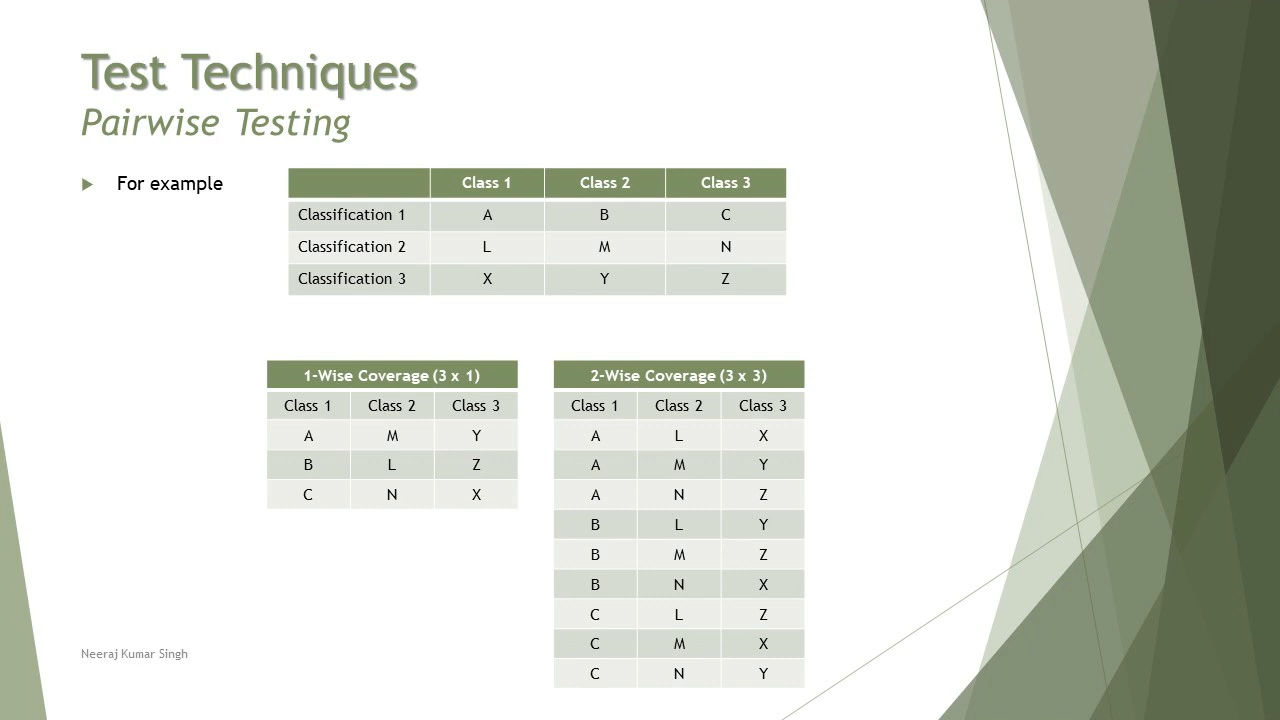 Test Techniques
Pairwise Testing
For example
Class 1 Class 2 Class 3
Classification 1 A B C
Classification 2 L M N
Classification 3 X Y Z
1-Wise Coverage (3 x 1)
Class 1 Class 2 Class 3
A M Y
B L Z
C N X
2-Wise Coverage (3 x 3)
Class 1 Class 2 Class 3
A L X
A M Y
A N Z
B L Y
B M Z
B N X
C L Z
C M X
C N Y
Neeraj Kumar Singh